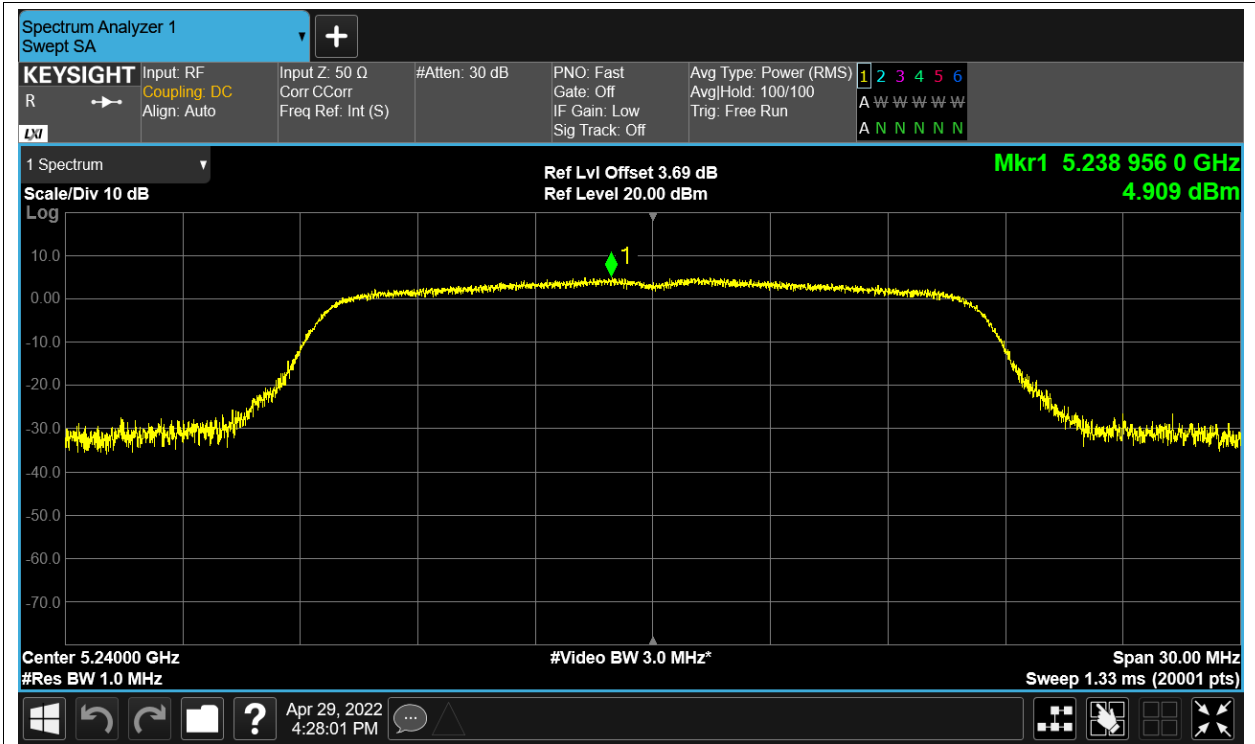 Spectrum Analyzer 1
Swept SA
KEYSIGHT
R
LXI
Input: RF
Coupling: DC
Align: Auto
Input Z: 50 Ω
Corr CCorr
Freq Ref: Int (S)
#Atten: 30 dB
PNO: Fast
Gate: Off
IF Gain: Low
Sig Track: Off
Avg Type: Power (RMS)
Avg|Hold: 100/100
Trig: Free Run
1 2 3 4 5 6
A W W W W W
A N N N N N
1 Spectrum
Scale/Div 10 dB
Log
Ref Lvl Offset 3.69 dB
Ref Level 20.00 dBm
Mkr1 5.238 956 0 GHz
4.909 dBm
1
10.0
0.00
-10.0
-20.0
-30.0
-40.0
-50.0
-60.0
-70.0
Center 5.24000 GHz
#Video BW 3.0 MHz*
Span 30.00 MHz
#Res BW 1.0 MHz
Sweep 1.33 ms (20001 pts)
?
Apr 29, 2022
4:28:01 PM